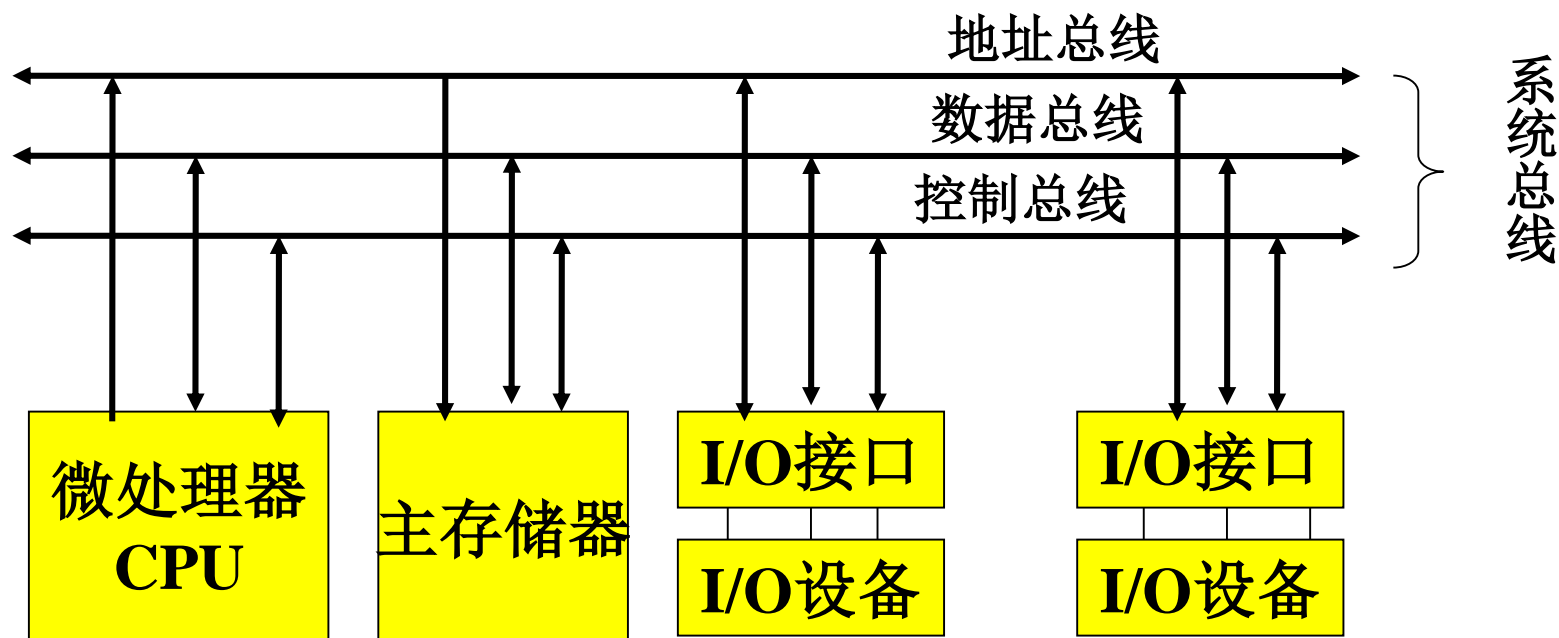 地址总线
数据总线
控制总线
系统总线
微处理器
CPU
主存储器
I/O接口
I/O设备
I/O接口
I/O设备